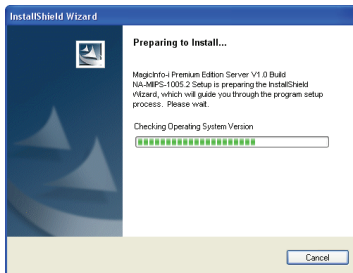 InstallShield Wizard
Preparing to Install...
MagicInfo-i Premium Edition Server V1.0 Build
NA-MIPS-1005.2 Setup is preparing the InstallShield
Wizard, which will guide you through the program setup
process. Please wait.
Checking Operating System Version
Cancel